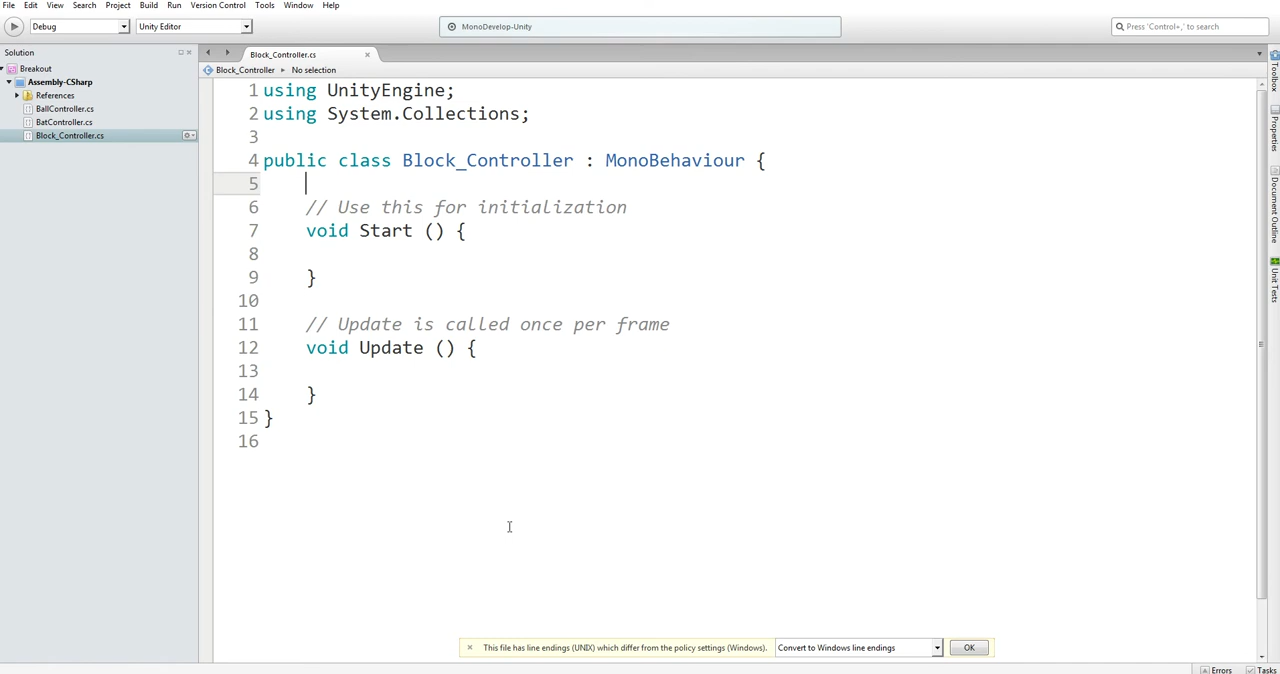 File Edit View Search Project Build Run Version Control Tools Window Help
Debug Unity Editor MonoDevelop-Unity Press 'Control+,' to search
Solution
Breakout
Assembly-CSharp
References
BallController.cs
BatController.cs
Block_Controller.cs
Block_Controller.cs
Block_Controller No selection
1 using UnityEngine;
2 using System.Collections;
3
4 public class Block_Controller : MonoBehaviour {
5
6 // Use this for initialization
7 void Start () {
8
9 }
10
11 // Update is called once per frame
12 void Update () {
13
14 }
15 }
16
Toolbox
Properties
Document Outline
Unit Tests
This file has line endings (UNIX) which differ from the policy settings (Windows). Convert to Windows line endings OK
Errors Tasks